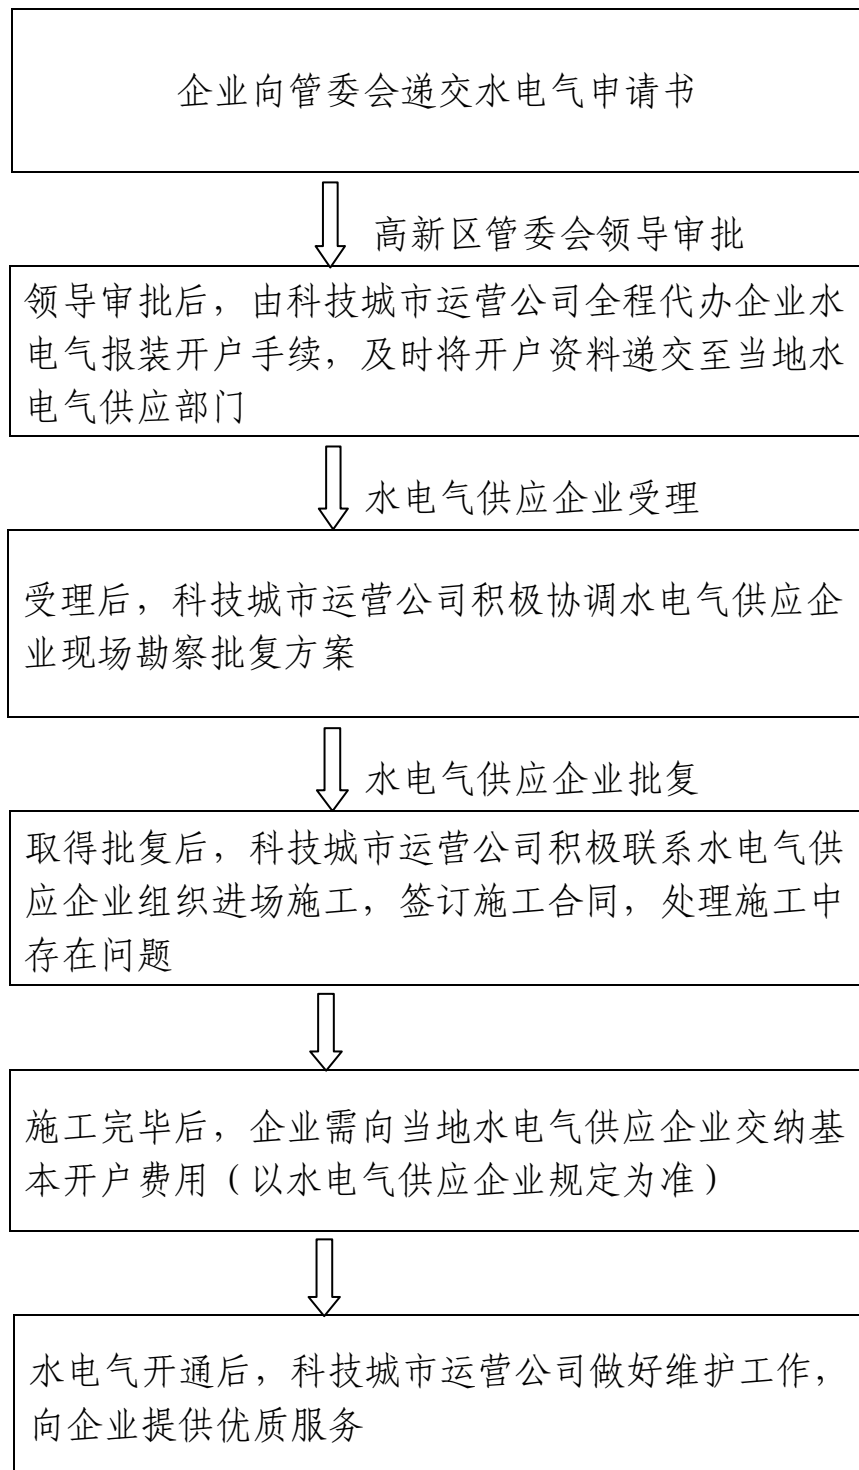 企业向管委会递交水电气申请书
高新区管委会领导审批
领导审批后，由科技城市运营公司全程代办企业水
电气报装开户手续，及时将开户资料递交至当地水
电气供应部门
水电气供应企业受理
受理后，科技城市运营公司积极协调水电气供应企
业现场勘察批复方案
水电气供应企业批复
取得批复后，科技城市运营公司积极联系水电气供
应企业组织进场施工，签订施工合同，处理施工中
存在问题
施工完毕后，企业需向当地水电气供应企业交纳基
本开户费用（以水电气供应企业规定为准）
水电气开通后，科技城市运营公司做好维护工作，
向企业提供优质服务